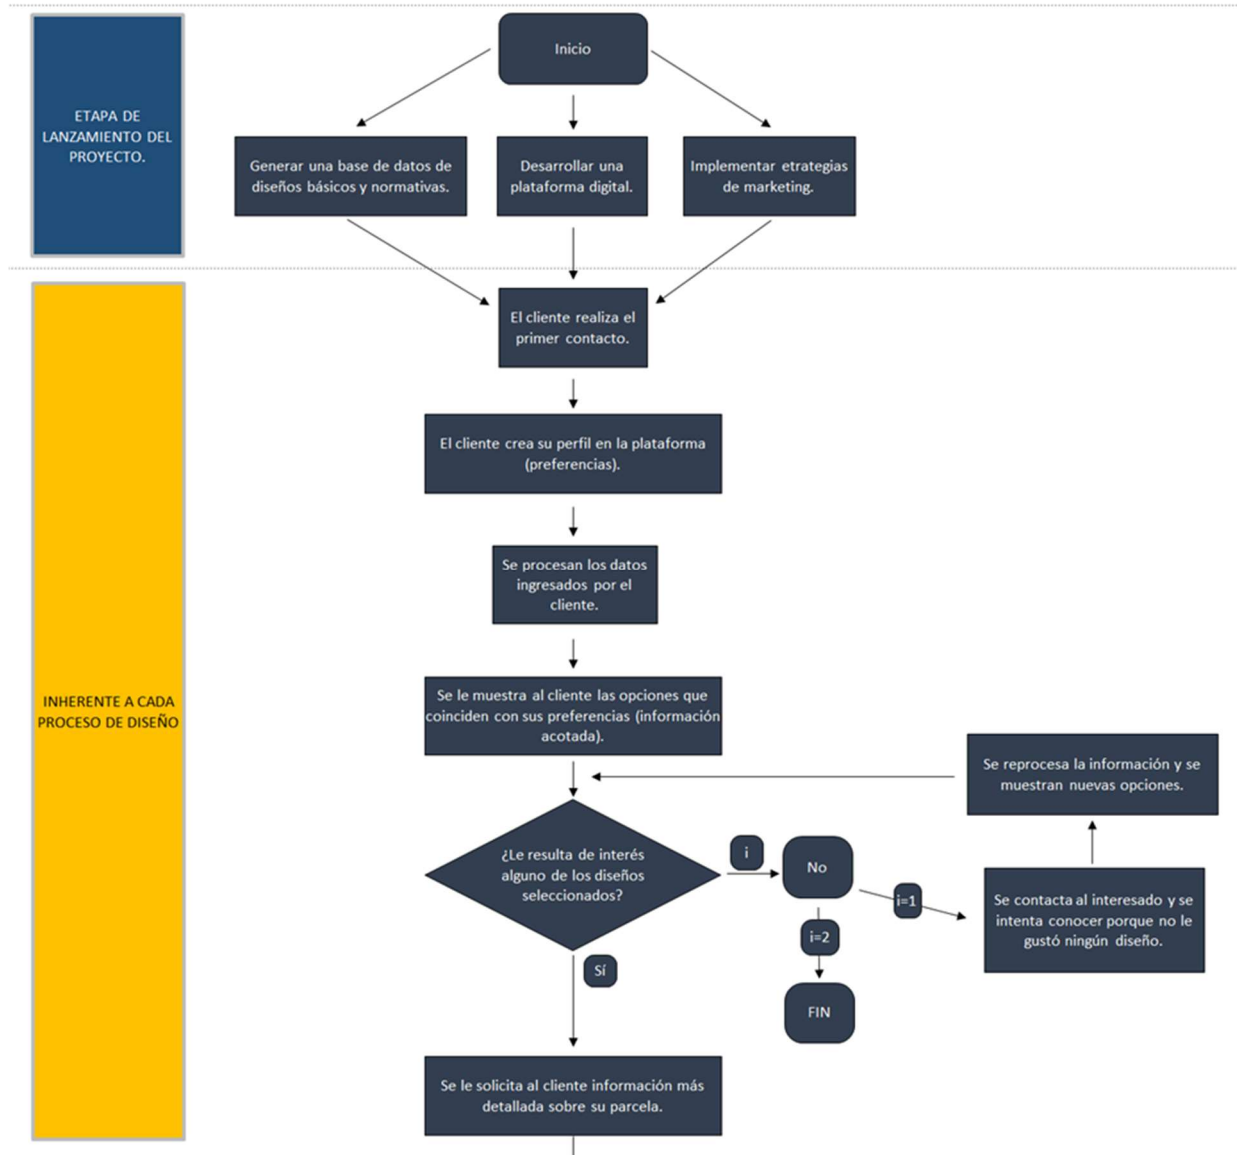 Inicio
ETAPA DE
LANZAMIENTO DEL
PROYECTO.
Generar una base de datos de
diseños básicos y normativas.
Desarrollar una
plataforma digital.
Implementar etrategias
de marketing.
El cliente realiza el
primer contacto.
El cliente crea su perfil en la plataforma
(preferencias).
Se procesan los datos
ingresados por el
cliente.
INHERENTE A CADA
PROCESO DE DISEÑO
Se le muestra al cliente las opciones que
coinciden con sus preferencias (información
acotada).
Se reprocesa la información y se
muestran nuevas opciones.
¿Le resulta de interés
alguno de los diseños
seleccionados?
i
No
i=1
i=2
Se contacta al interesado y se
intenta conocer porque no le
gustó ningún diseño.
Sí
FIN
Se le solicita al cliente información más
detallada sobre su parcela.